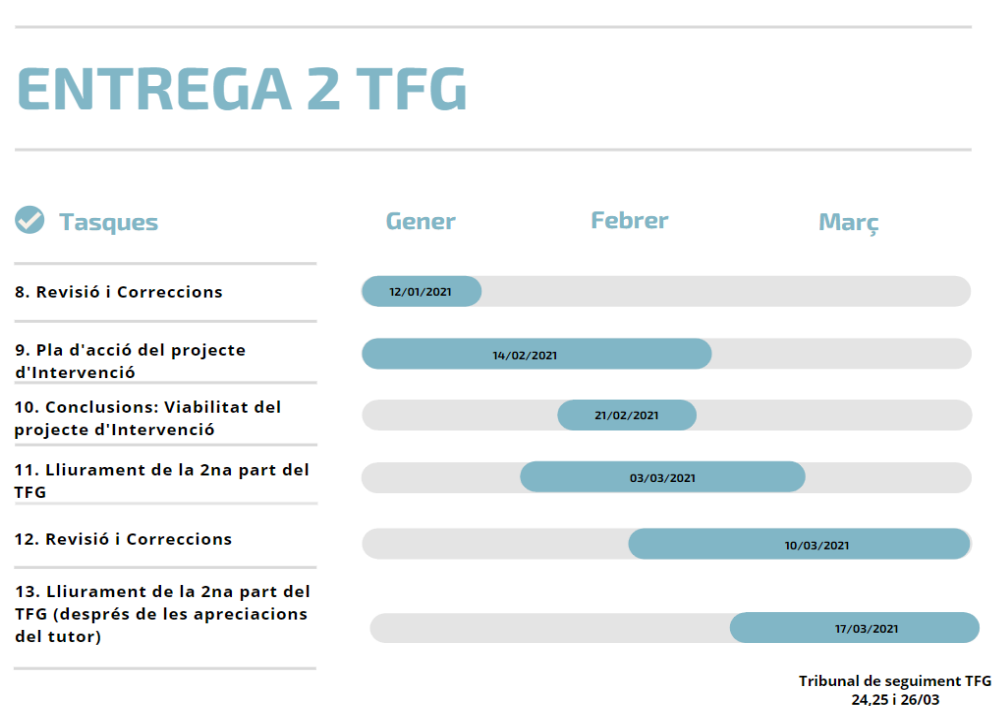 ENTREGA 2 TFG
Tasques
Gener
Febrer
Març
8. Revisió i Correccions
12/01/2021
9. Pla d'acció del projecte
d'Intervenció
14/02/2021
10. Conclusions: Viabilitat del
projecte d'Intervenció
21/02/2021
11. Lliurament de la 2na part del
TFG
03/03/2021
12. Revisió i Correccions
10/03/2021
13. Lliurament de la 2na part del
TFG (després de les apreciacions
del tutor)
17/03/2021
Tribunal de seguiment TFG
24,25 i 26/03